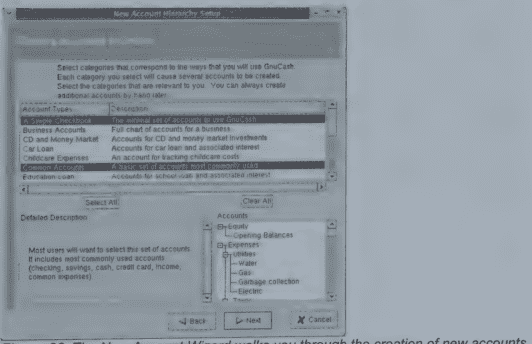 New Account Hierarchy Setup
Select categories that correspond to the ways that you will use GnuCash.
Each category you select will cause several accounts to be created.
Select the categories that are relevant to you. You can always create
additional accounts by hand later.
Account Types Description
A Simple Checkbook The minimal set of accounts to use GnuCash
Business Accounts Full chart of accounts for a business
CD and Money Market Accounts for CD and money market investments
Car Loan Accounts for car loan and associated interest
Childcare Expenses An account for tracking childcare costs
Common Accounts A basic set of accounts most commonly used
Education Loan Accounts for school loan and associated interest
Select All Clear All
Detailed Description
Most users will want to select this set of accounts.
It includes most commonly used accounts
(checking, savings, cash, credit card, income,
common expenses).
Accounts
Equity
Opening Balances
Expenses
Utilities
Water
Gas
Garbage collection
Electric
Back Next Cancel
New Account Wizard walks you through the creation of new accounts